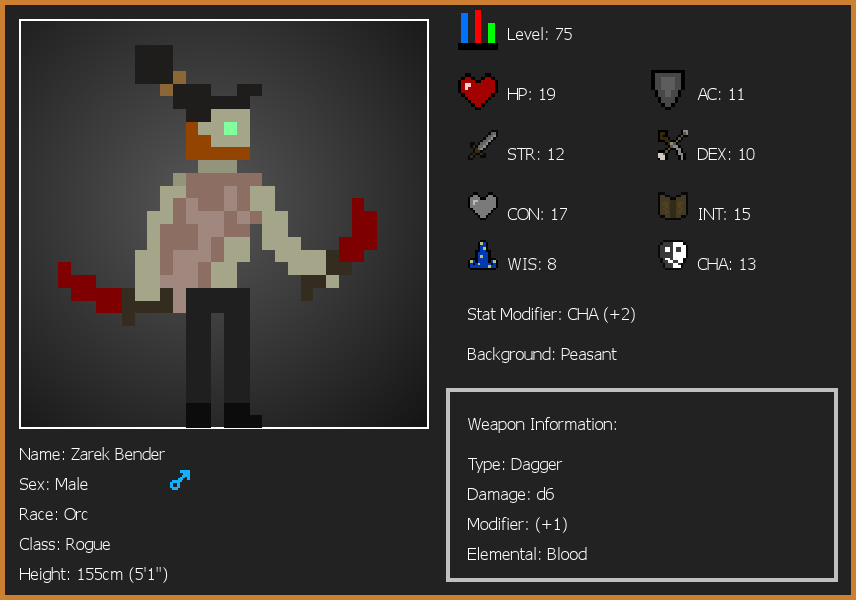 Level: 75
HP: 19
AC: 11
STR: 12
DEX: 10
CON: 17
INT: 15
WIS: 8
CHA: 13
Stat Modifier: CHA (+2)
Background: Peasant
Weapon Information:
Type: Dagger
Damage: d6
Modifier: (+1)
Elemental: Blood
Name: Zarek Bender
Sex: Male
Race: Orc
Class: Rogue
Height: 155cm (5'1")